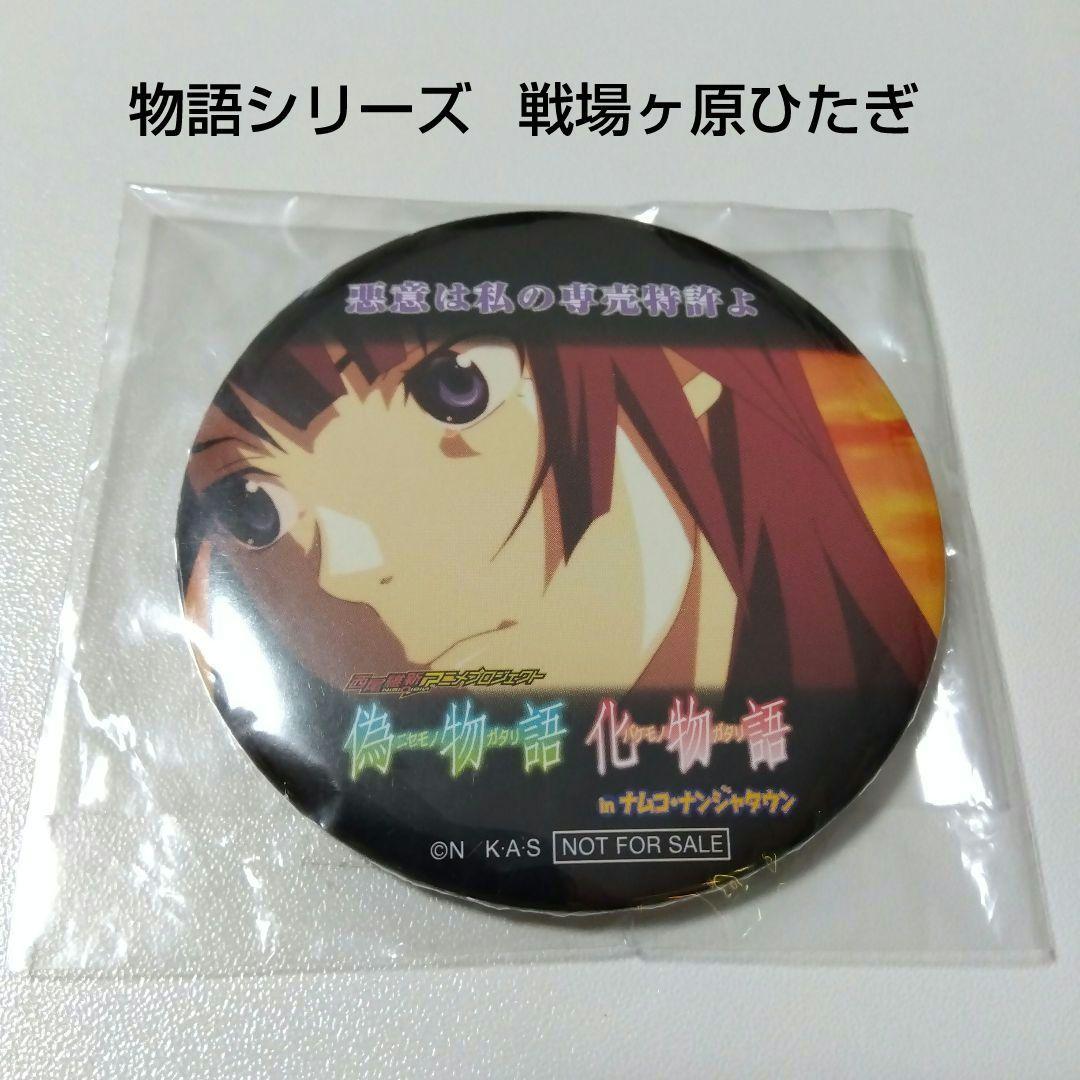 物語シリーズ 戦場ヶ原ひたぎ
悪意は私の専売特許よ
西尾維新アニメプロジェクト
NISIOISIN
偽物語 化物語
ニセモノ ガタリ バケモノ ガタリ
in ナムコ・ナンジャタウン
©N K·A·S NOT FOR SALE